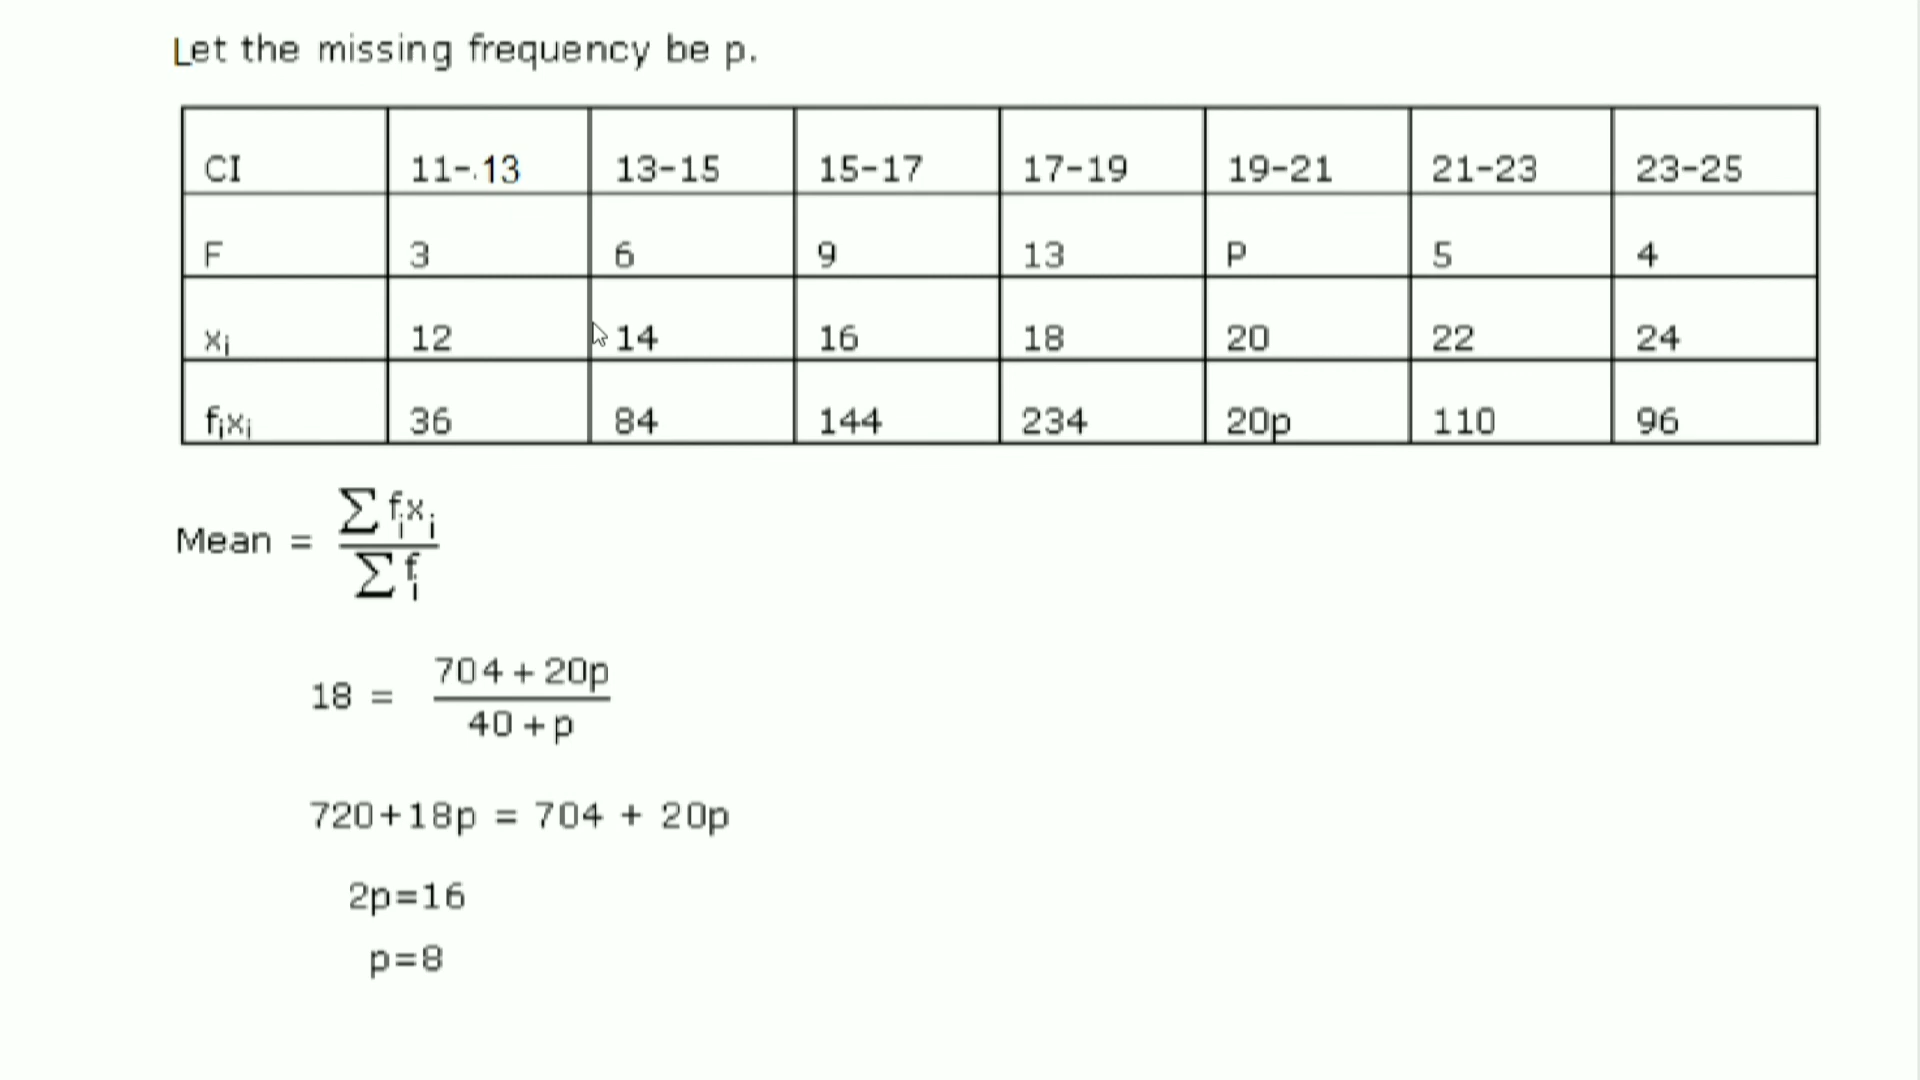 Let the missing frequency be p.
CI 11-.13 13-15 15-17 17-19 19-21 21-23 23-25
F 3 6 9 13 P 5 4
xᵢ 12 14 16 18 20 22 24
fᵢxᵢ 36 84 144 234 20p 110 96
Mean = ∑fᵢxᵢ / ∑fᵢ
18 = 704 + 20p / 40 + p
720+18p = 704 + 20p
2p=16
p=8